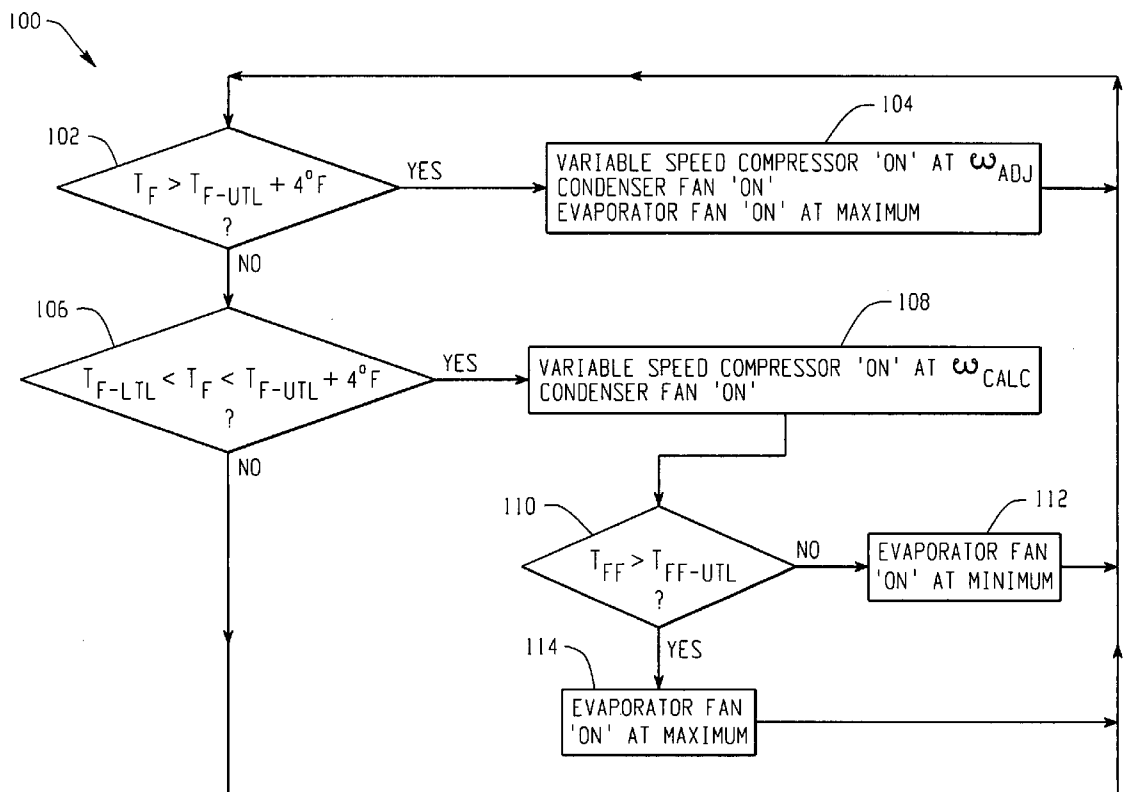 100
102
T_F > T_F-UTL + 4°F
?
YES
NO
104
VARIABLE SPEED COMPRESSOR 'ON' AT ω_ADJ
CONDENSER FAN 'ON'
EVAPORATOR FAN 'ON' AT MAXIMUM
106
T_F-LTL < T_F < T_F-UTL + 4°F
?
YES
NO
108
VARIABLE SPEED COMPRESSOR 'ON' AT ω_CALC
CONDENSER FAN 'ON'
110
T_FF > T_FF-UTL
?
NO
YES
112
EVAPORATOR FAN
'ON' AT MINIMUM
114
EVAPORATOR FAN
'ON' AT MAXIMUM